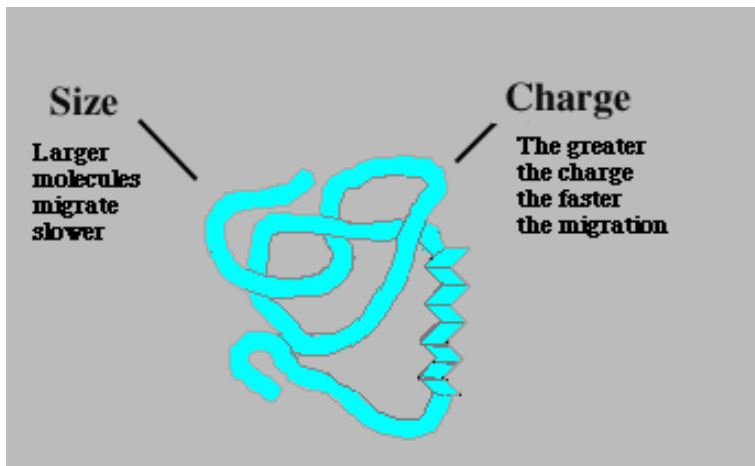 Size
Larger
molecules
migrate
slower
Charge
The greater
the charge
the faster
the migration